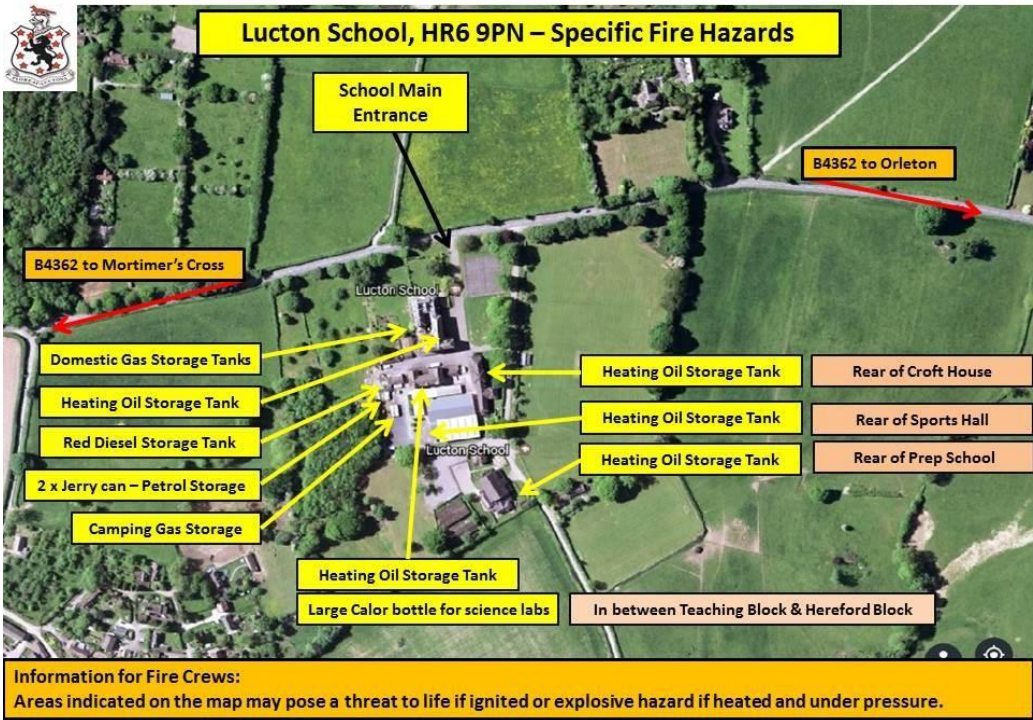 Lucton School, HR6 9PN – Specific Fire Hazards
School Main
Entrance
B4362 to Orleton
B4362 to Mortimer's Cross
Lucton School
Domestic Gas Storage Tanks
Heating Oil Storage Tank
Rear of Croft House
Heating Oil Storage Tank
Heating Oil Storage Tank
Rear of Sports Hall
Red Diesel Storage Tank
Lucton School
Heating Oil Storage Tank
Rear of Prep School
2 x Jerry can – Petrol Storage
Camping Gas Storage
Heating Oil Storage Tank
Large Calor bottle for science labs
In between Teaching Block & Hereford Block
Information for Fire Crews:
Areas indicated on the map may pose a threat to life if ignited or explosive hazard if heated and under pressure.